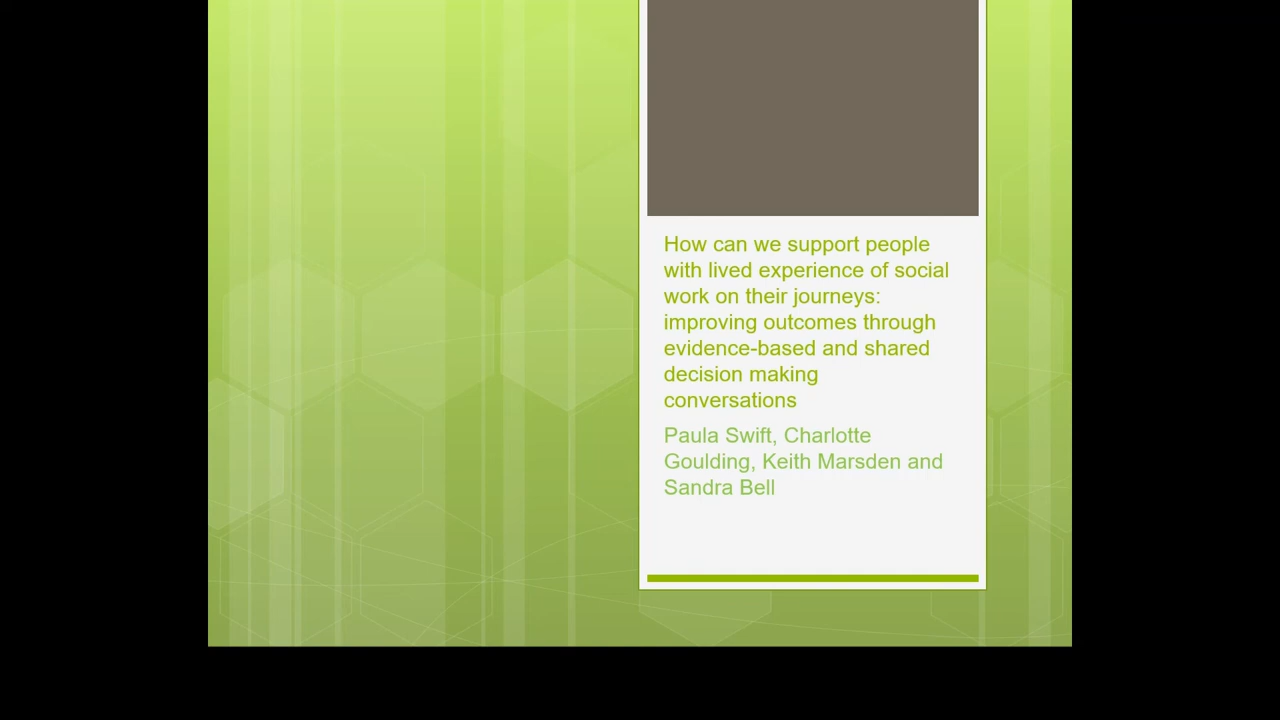 How can we support people
with lived experience of social
work on their journeys:
improving outcomes through
evidence-based and shared
decision making
conversations
Paula Swift, Charlotte
Goulding, Keith Marsden and
Sandra Bell